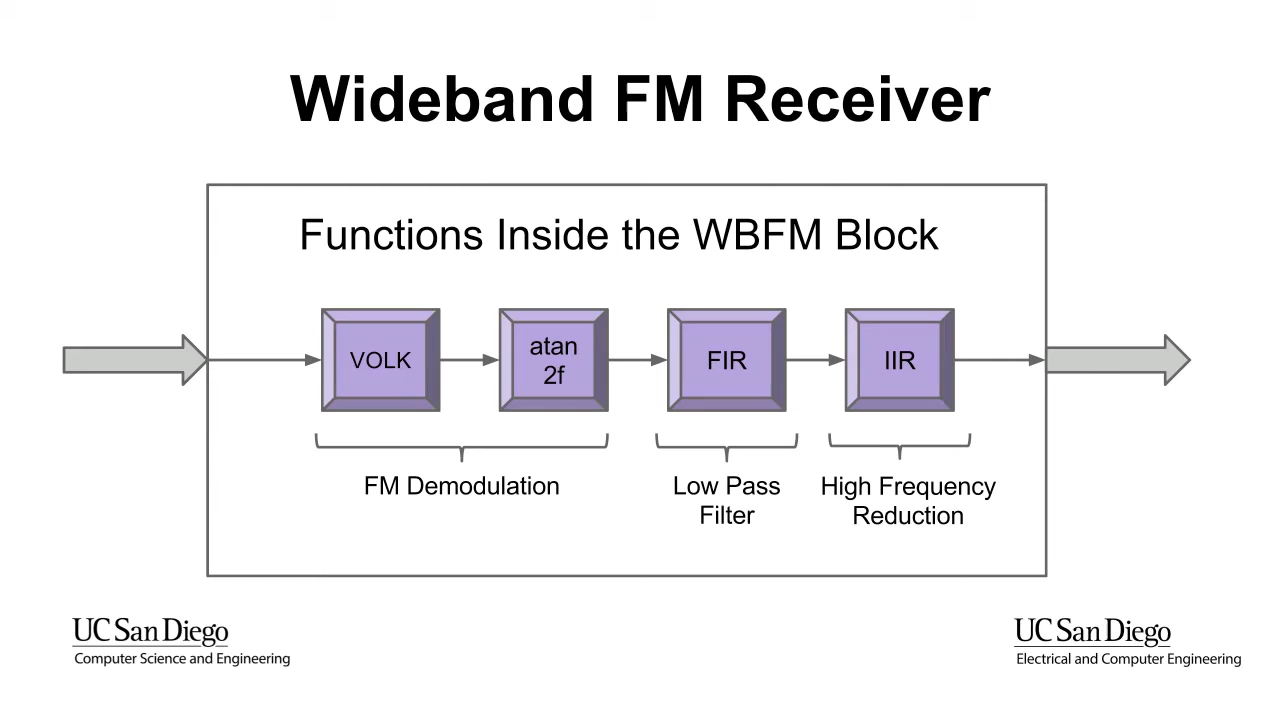 Wideband FM Receiver
Functions Inside the WBFM Block
VOLK
atan
2f
FIR
IIR
FM Demodulation
Low Pass
Filter
High Frequency
Reduction
UC San Diego
Computer Science and Engineering
UC San Diego
Electrical and Computer Engineering